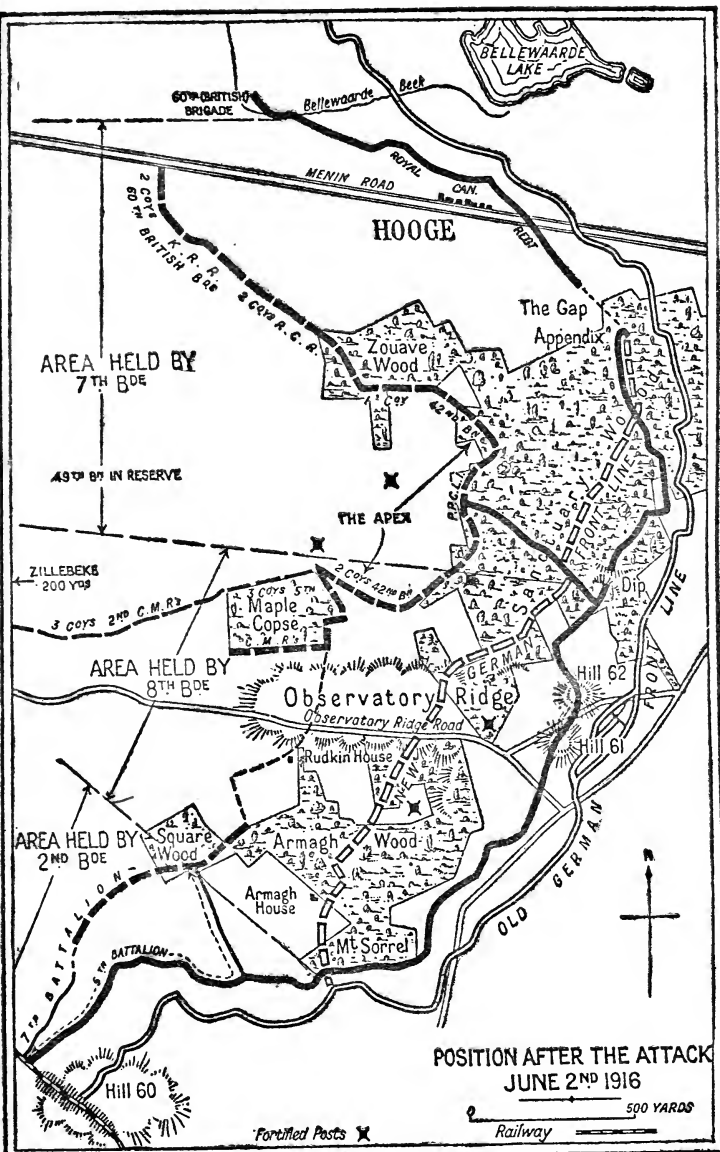 BELLEWAARDE
LAKE
60TH (BRITISH)
BRIGADE
Bellewaarde Beek
ROYAL
CAN.
REGT
MENIN ROAD
HOOGE
2 COYS
60TH BRITISH BDE
K.R.R.
2 COYS R.C.R.
The Gap
Appendix
Zouave
Wood
AREA HELD BY
7TH BDE
COY
42ND BN
49TH BN IN RESERVE
THE APEX
P.P.C.L.I.
Sanctuary Wood
FRONT LINE
ZILLEBEKE
200 YDS
3 COYS 2ND C.M.R's
3 COYS 5TH
Maple
Copse
C.M.R's
2 COYS 42ND BN
Dip
GERMAN
AREA HELD BY
8TH BDE
Observatory Ridge
Observatory Ridge Road
Hill 62
Hill 61
FRONT LINE
Rudkin House
NEW
AREA HELD BY
2ND BDE
Square
Wood
Armagh Wood
Armagh
House
OLD GERMAN
N.
7TH BATTALION
5TH BATTALION
Mt Sorrel
Hill 60
POSITION AFTER THE ATTACK
JUNE 2ND 1916
500 YARDS
Fortified Posts
Railway